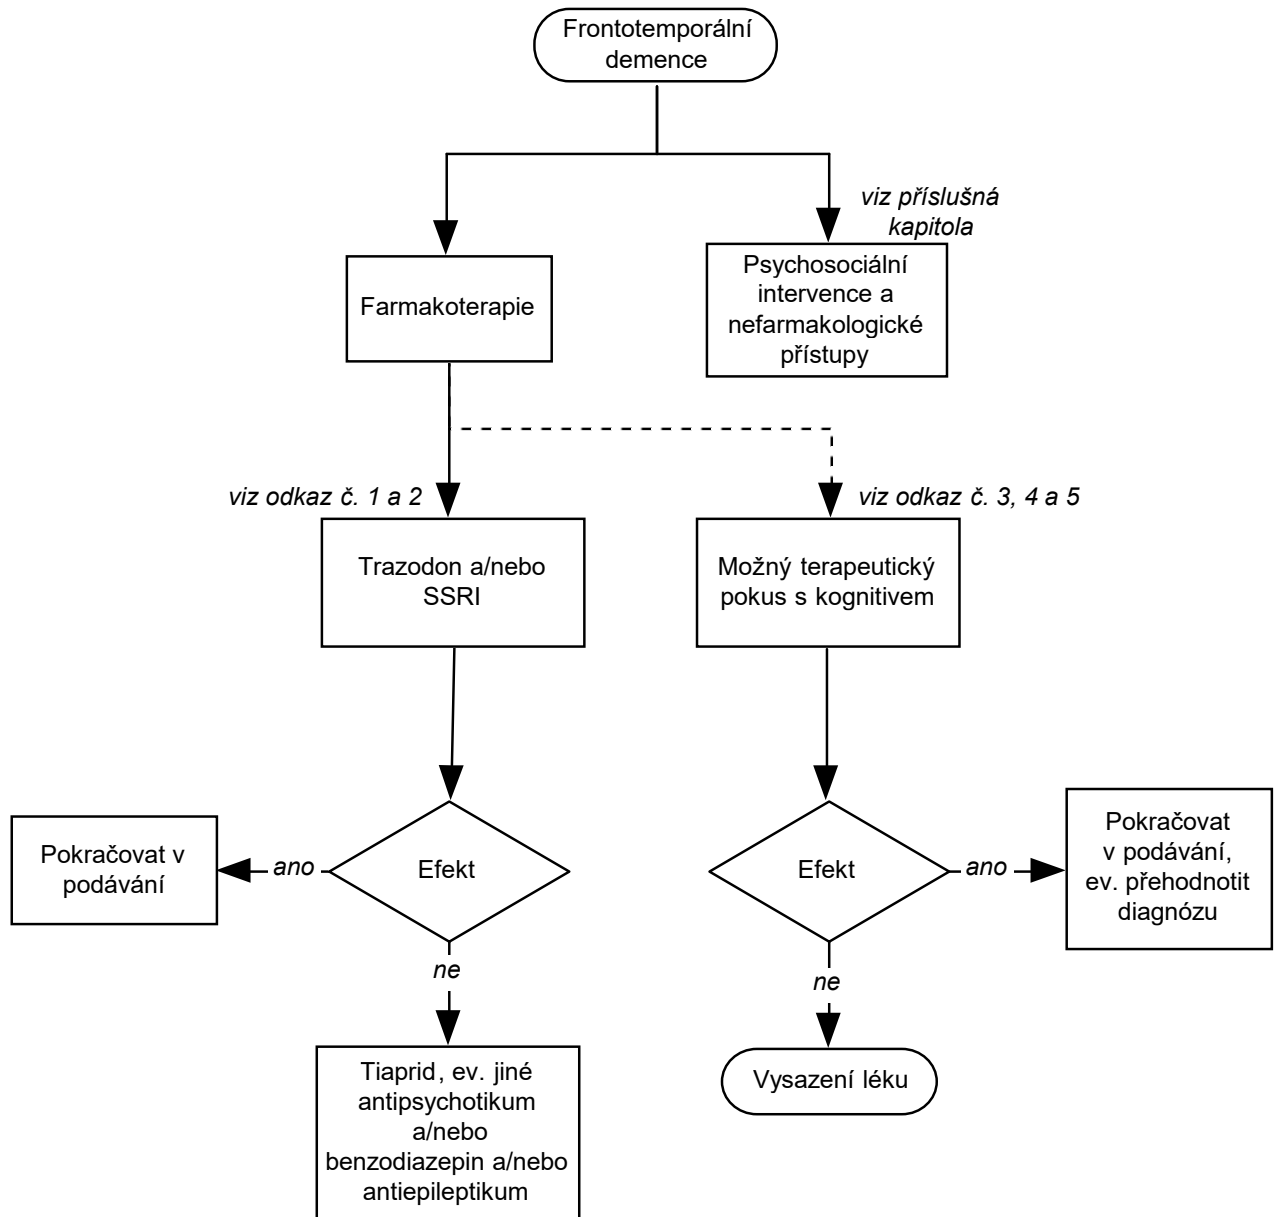 Frontotemporální
demence
viz příslušná
kapitola
Farmakoterapie
Psychosociální
intervence a
nefarmakologické
přístupy
viz odkaz č. 1 a 2
viz odkaz č. 3, 4 a 5
Trazodon a/nebo
SSRI
Možný terapeutický
pokus s kognitivem
Pokračovat v
podávání
ano
Efekt
Efekt
ano
Pokračovat
v podávání,
ev. přehodnotit
diagnózu
ne
ne
Tiaprid, ev. jiné
antipsychotikum
a/nebo
benzodiazepin a/nebo
antiepileptikum
Vysazení léku